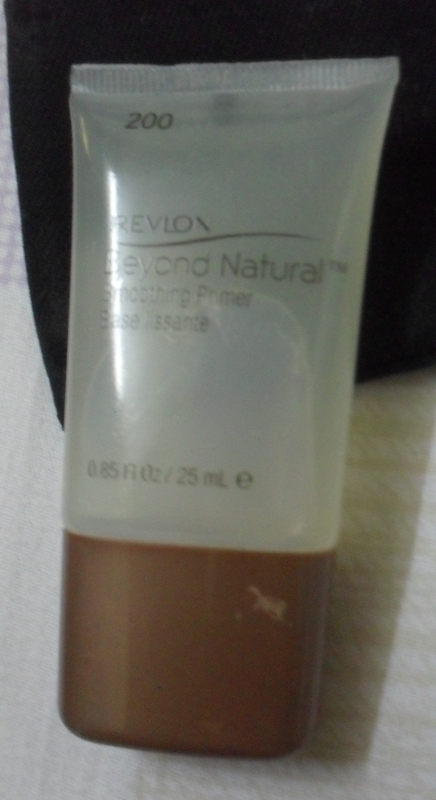 200
REVLON
Beyond Natural™
Smoothing Primer
Base lissante
0.85 Fl Oz / 25 mL ℮